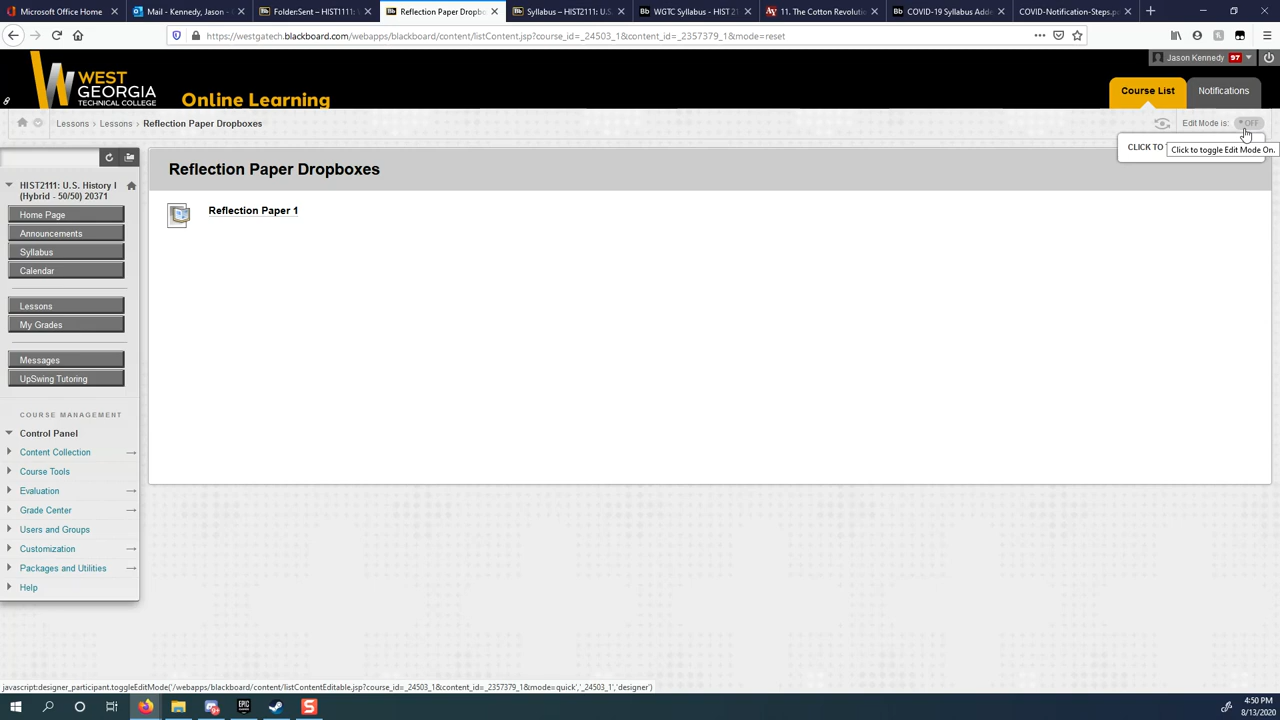 Microsoft Office Home
Mail - Kennedy, Jason - C
Folder:Sent – HIST1111: W
Reflection Paper Dropbo
Syllabus – HIST2111: U.S.
WGTC Syllabus - HIST 21
11. The Cotton Revolutio
COVID-19 Syllabus Adde
COVID-Notification-Steps.p
https://westgatech.blackboard.com/webapps/blackboard/content/listContent.jsp?course_id=_24503_1&content_id=_2357379_1&mode=reset
WEST
GEORGIA
TECHNICAL COLLEGE
Online Learning
Jason Kennedy 97
Course List
Notifications
Lessons > Lessons > Reflection Paper Dropboxes
Edit Mode is: OFF
CLICK TO
Click to toggle Edit Mode On.
Reflection Paper Dropboxes
Reflection Paper 1
HIST2111: U.S. History I
(Hybrid - 50/50) 20371
Home Page
Announcements
Syllabus
Calendar
Lessons
My Grades
Messages
UpSwing Tutoring
COURSE MANAGEMENT
Control Panel
Content Collection
Course Tools
Evaluation
Grade Center
Users and Groups
Customization
Packages and Utilities
Help
javascript:designer_participant.toggleEditMode('/webapps/blackboard/content/listContentEditable.jsp?course_id=_24503_1&content_id=_2357379_1&mode=quick','_24503_1','designer')
EPIC
4:50 PM
8/13/2020